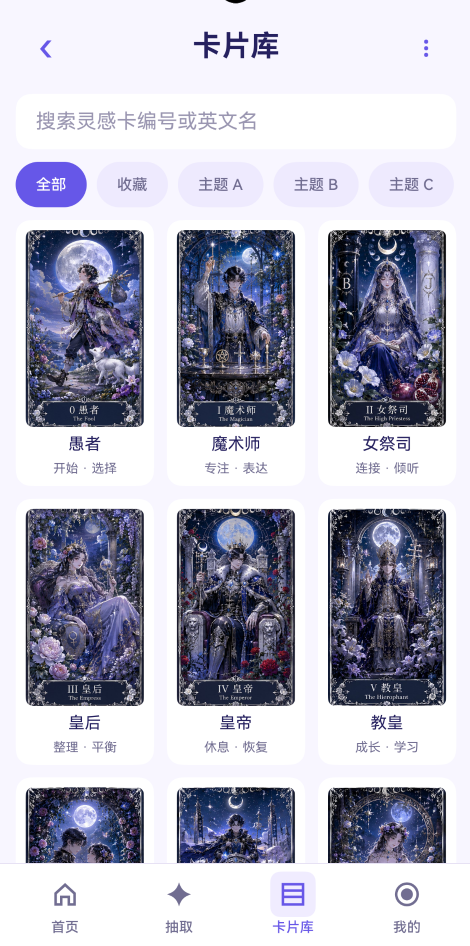 卡片库
搜索灵感卡编号或英文名
全部 收藏 主题 A 主题 B 主题 C
0 愚者
The Fool
愚者
开始 · 选择
I 魔术师
The Magician
魔术师
专注 · 表达
B J
II 女祭司
The High Priestess
女祭司
连接 · 倾听
III 皇后
The Empress
皇后
整理 · 平衡
IV 皇帝
The Emperor
皇帝
休息 · 恢复
V 教皇
The Hierophant
教皇
成长 · 学习
首页 抽取 卡片库 我的